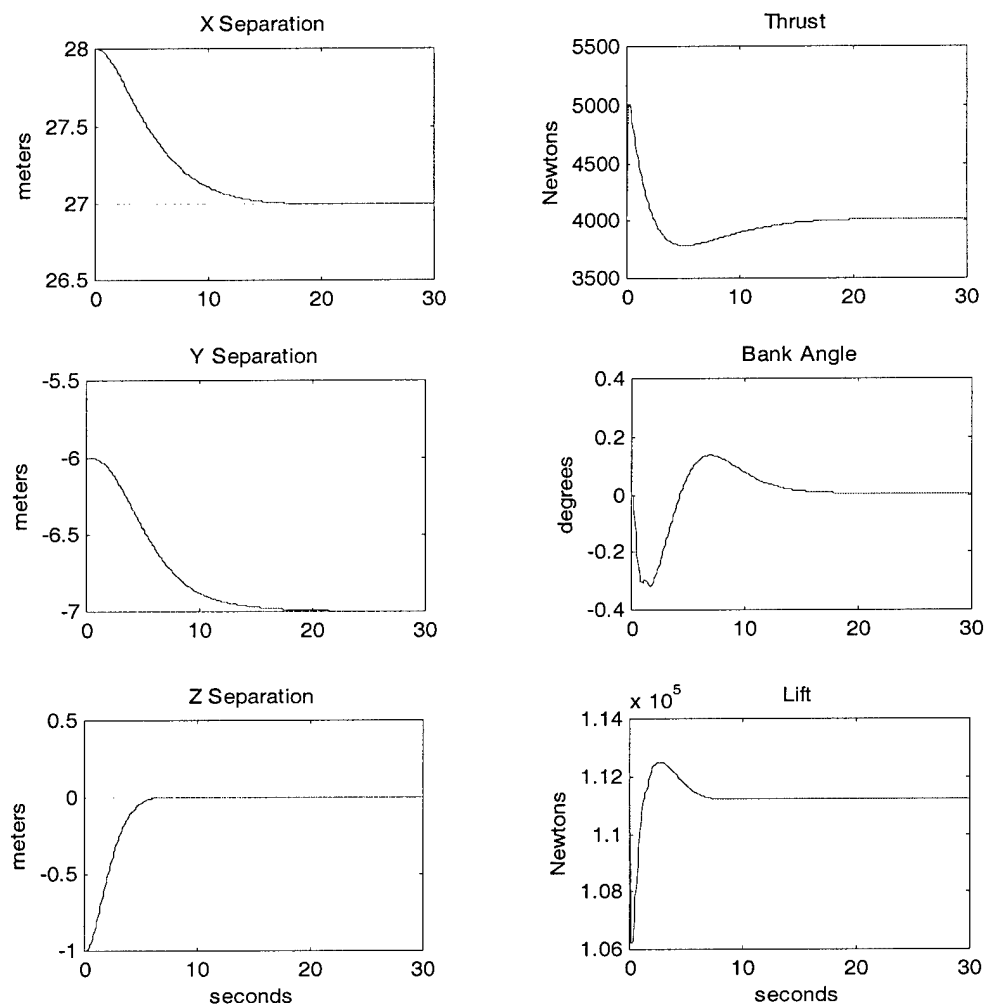 X Separation
28
27.5
27
26.5
meters
0 10 20 30
Thrust
5500
5000
4500
4000
3500
Newtons
0 10 20 30
Y Separation
-5.5
-6
-6.5
-7
meters
0 10 20 30
Bank Angle
0.4
0.2
0
-0.2
-0.4
degrees
0 10 20 30
Z Separation
0.5
0
-0.5
-1
meters
0 10 20 30
seconds
Lift
x 10^5
1.14
1.12
1.1
1.08
1.06
Newtons
0 10 20 30
seconds